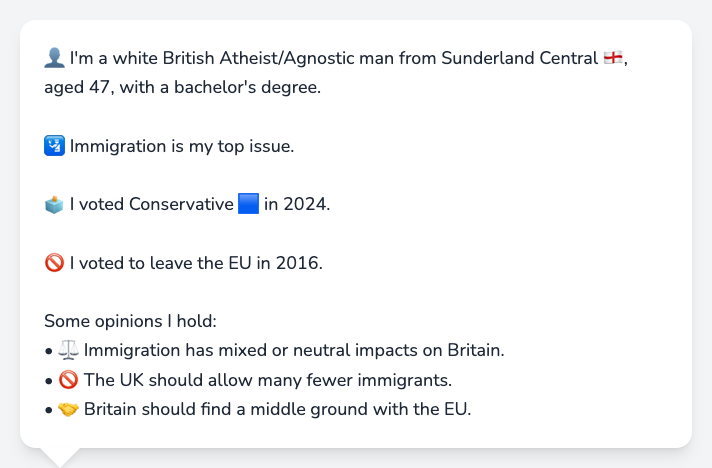 👤 I'm a white British Atheist/Agnostic man from Sunderland Central 🏴󠁧󠁢󠁥󠁮󠁧󠁿,
aged 47, with a bachelor's degree.
🛂 Immigration is my top issue.
🗳️ I voted Conservative 🟦 in 2024.
🚫 I voted to leave the EU in 2016.
Some opinions I hold:
• ⚖️ Immigration has mixed or neutral impacts on Britain.
• 🚫 The UK should allow many fewer immigrants.
• 🤝 Britain should find a middle ground with the EU.